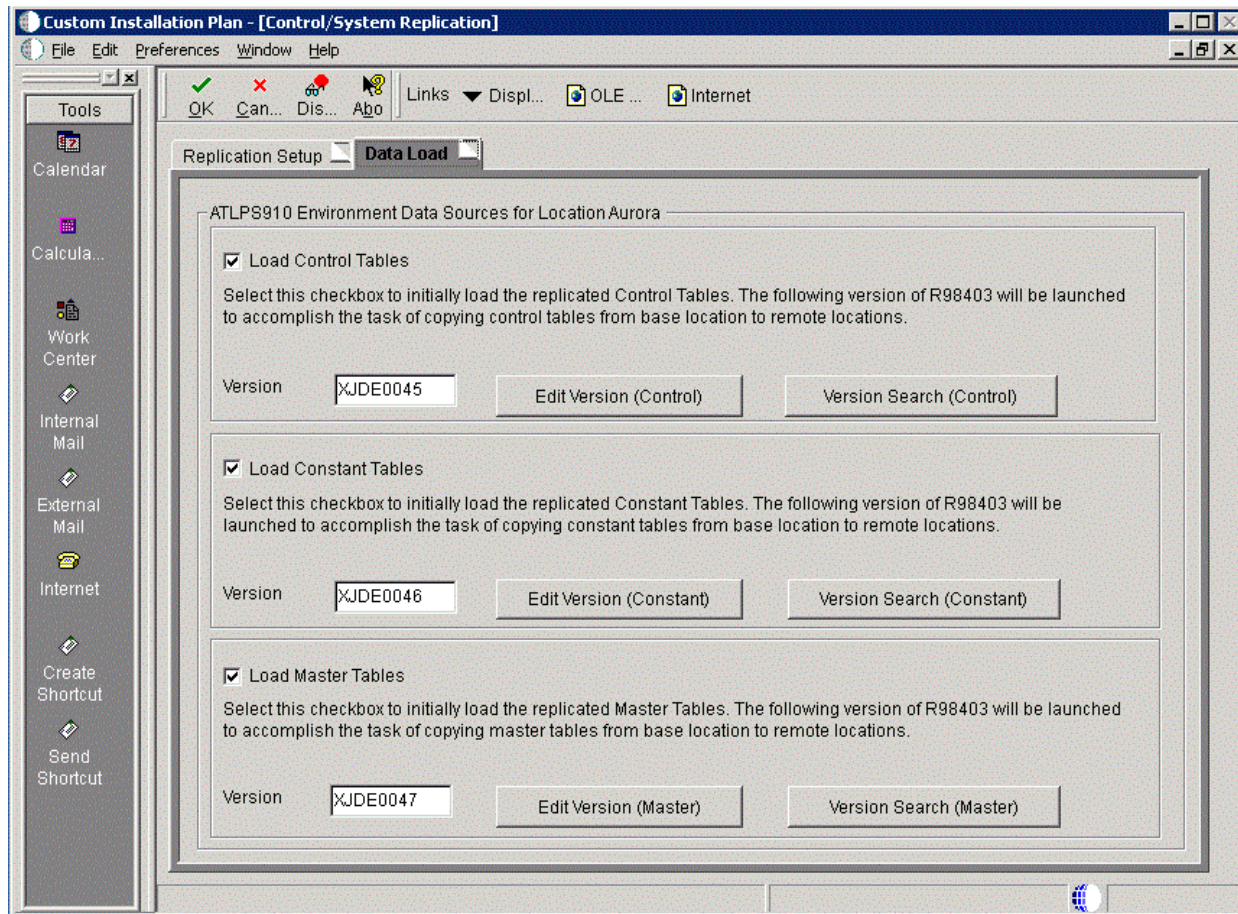 Custom Installation Plan - [Control/System Replication]
File Edit Preferences Window Help
Tools
Calendar
Calcula...
Work
Center
Internal
Mail
External
Mail
Internet
Create
Shortcut
Send
Shortcut
OK Can... Dis... Abo Links Displ... OLE ... Internet
Replication Setup Data Load
ATLPS910 Environment Data Sources for Location Aurora
Load Control Tables
Select this checkbox to initially load the replicated Control Tables. The following version of R98403 will be launched
to accomplish the task of copying control tables from base location to remote locations.
Version XJDE0045 Edit Version (Control) Version Search (Control)
Load Constant Tables
Select this checkbox to initially load the replicated Constant Tables. The following version of R98403 will be
launched to accomplish the task of copying constant tables from base location to remote locations.
Version XJDE0046 Edit Version (Constant) Version Search (Constant)
Load Master Tables
Select this checkbox to initially load the replicated Master Tables. The following version of R98403 will be launched
to accomplish the task of copying master tables from base location to remote locations.
Version XJDE0047 Edit Version (Master) Version Search (Master)